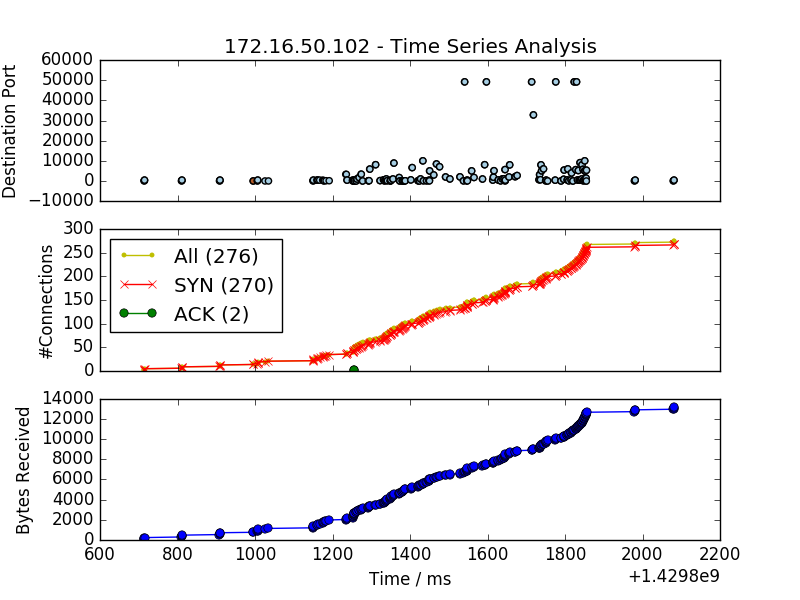 172.16.50.102 - Time Series Analysis
Destination Port
60000
50000
40000
30000
20000
10000
0
−10000
#Connections
300
250
200
150
100
50
0
All (276)
SYN (270)
ACK (2)
Bytes Received
14000
12000
10000
8000
6000
4000
2000
0
600 800 1000 1200 1400 1600 1800 2000 2200
Time / ms
+1.4298e9